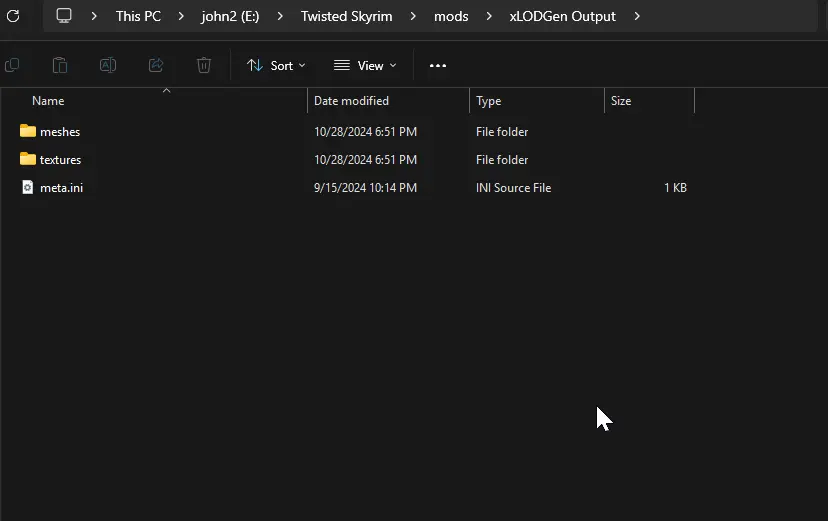 This PC john2 (E:) Twisted Skyrim mods xLODGen Output
Sort View
Name Date modified Type Size
meshes 10/28/2024 6:51 PM File folder
textures 10/28/2024 6:51 PM File folder
meta.ini 9/15/2024 10:14 PM INI Source File 1 KB